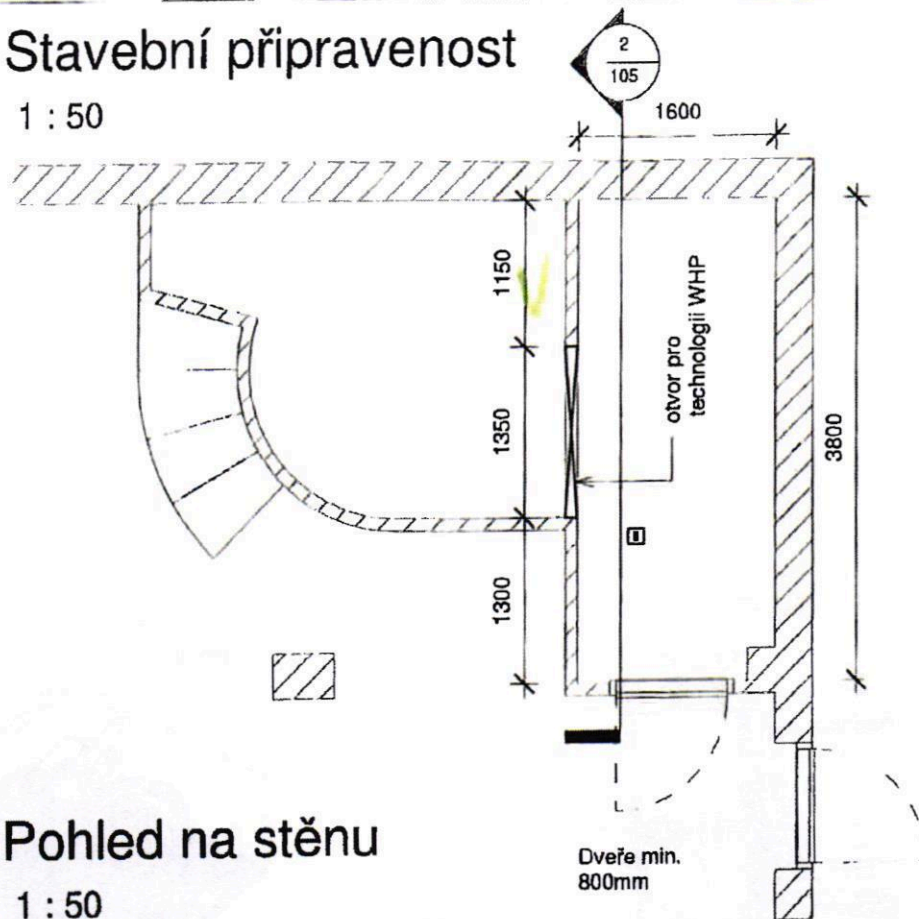 Stavební připravenost
1 : 50
2
105
1600
1150
otvor pro
technologii WHP
1350
3800
1300
Dveře min.
800mm
Pohled na stěnu
1 : 50